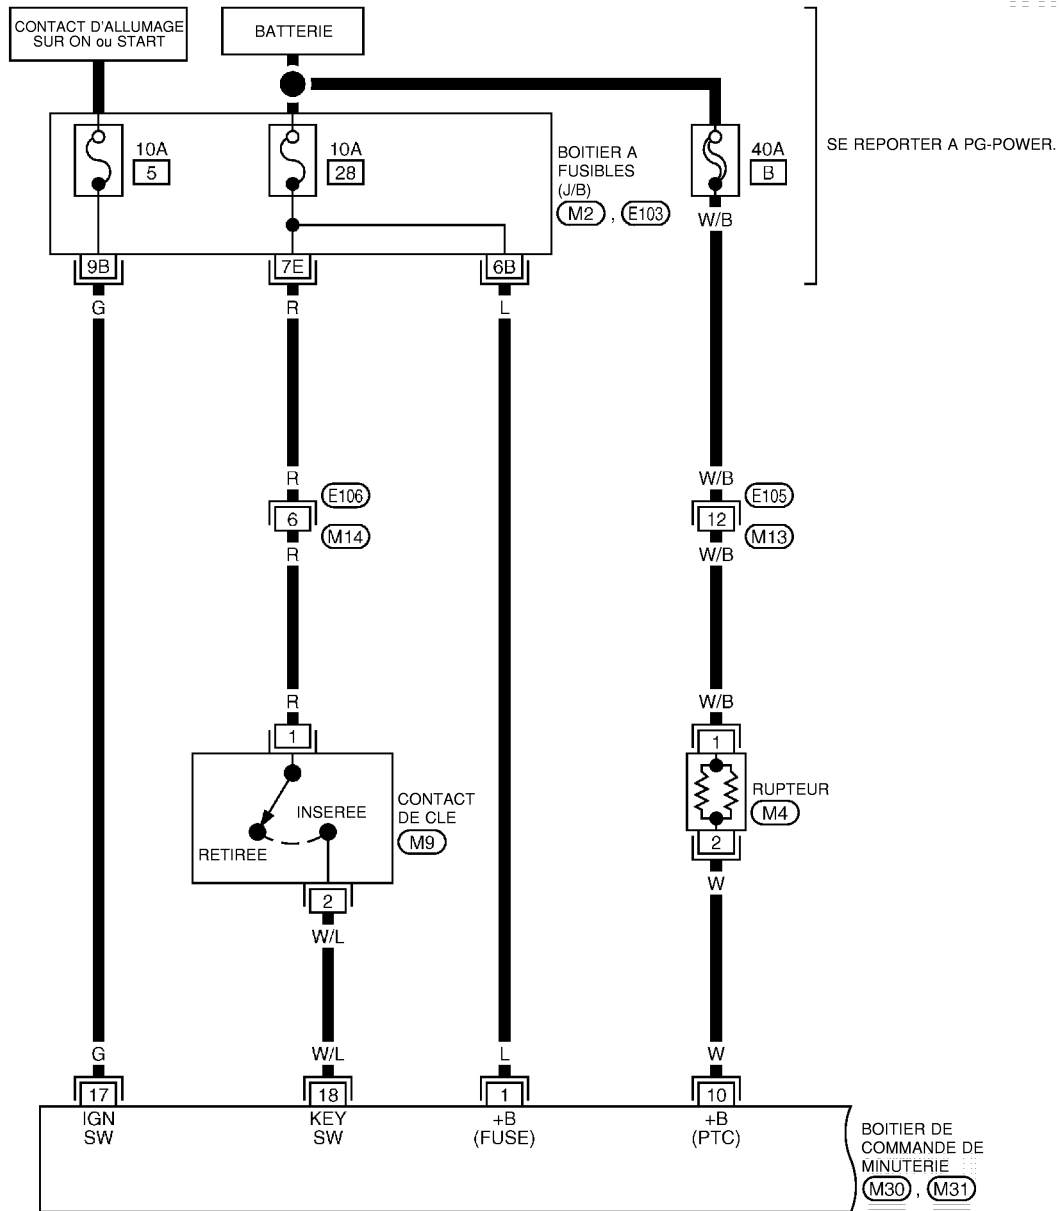 CONTACT D'ALLUMAGE
SUR ON ou START
BATTERIE
10A
5
10A
28
BOITIER A
FUSIBLES
(J/B)
M2 , E103
40A
B
SE REPORTER A PG-POWER.
W/B
9B
7E
6B
G
R
L
R
W/B
E106
E105
6
12
M14
M13
R
W/B
R
W/B
1
1
CONTACT
DE CLE
M9
INSEREE
RETIREE
RUPTEUR
M4
2
2
W/L
W
G
W/L
L
W
17
18
1
10
IGN
SW
KEY
SW
+B
(FUSE)
+B
(PTC)
BOITIER DE
COMMANDE DE
MINUTERIE
M30 , M31